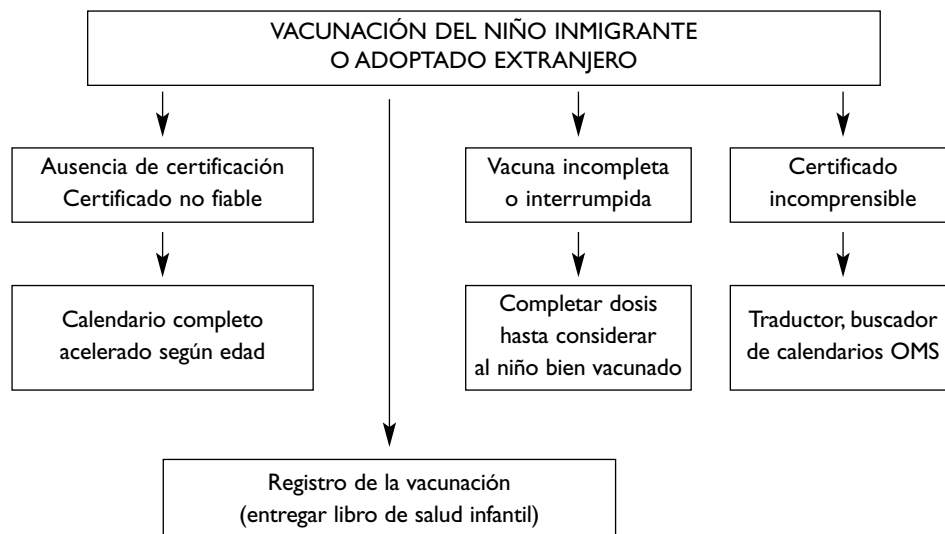 VACUNACIÓN DEL NIÑO INMIGRANTE
O ADOPTADO EXTRANJERO
Ausencia de certificación
Certificado no fiable
Vacuna incompleta
o interrumpida
Certificado
incomprensible
Calendario completo
acelerado según edad
Completar dosis
hasta considerar
al niño bien vacunado
Traductor, buscador
de calendarios OMS
Registro de la vacunación
(entregar libro de salud infantil)